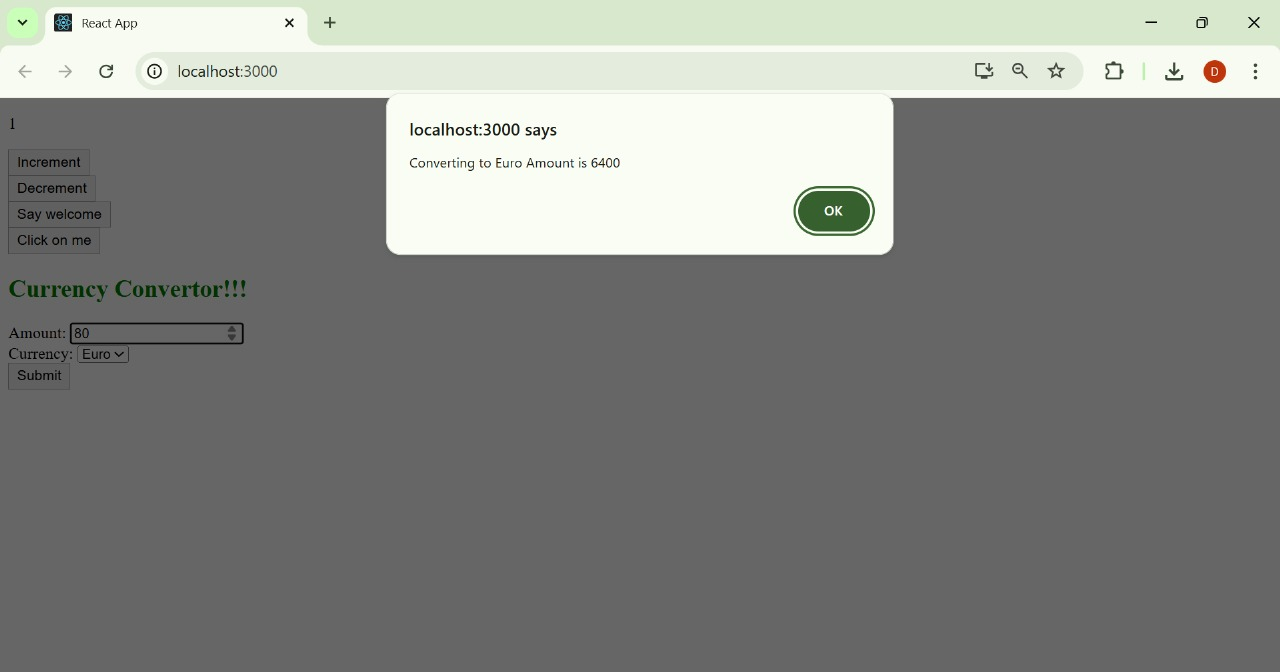 React App
localhost:3000
D
localhost:3000 says
Converting to Euro Amount is 6400
OK
1
Increment
Decrement
Say welcome
Click on me
Currency Convertor!!!
Amount: 80
Currency: Euro
Submit